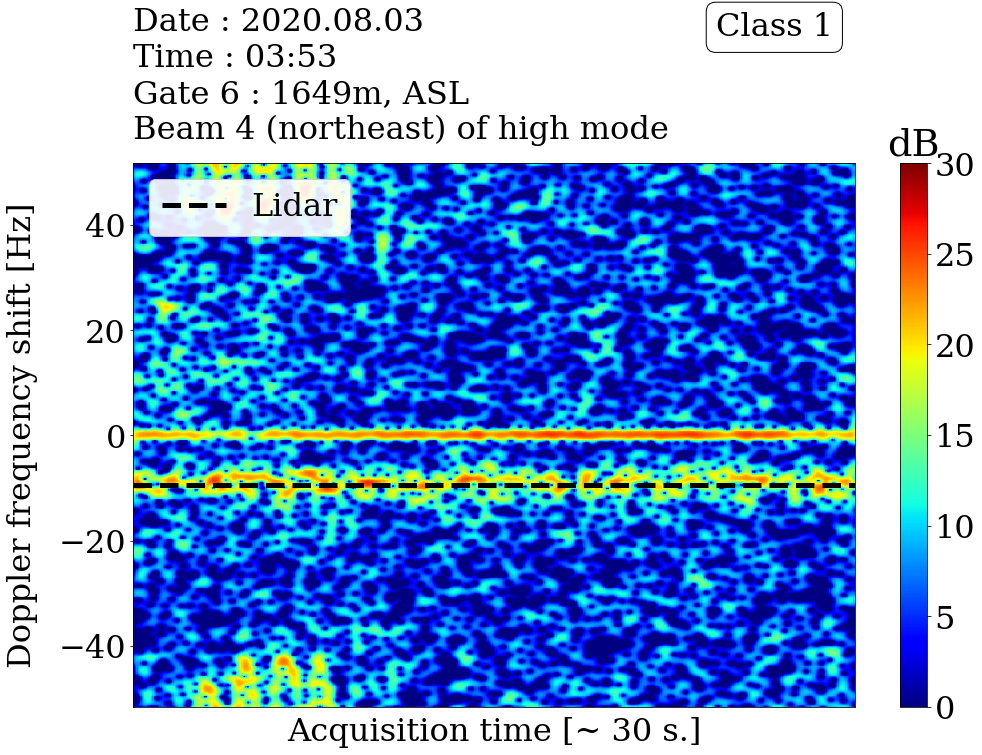 Date : 2020.08.03
Time : 03:53
Gate 6 : 1649m, ASL
Beam 4 (northeast) of high mode
Class 1
dB
Lidar
Doppler frequency shift [Hz]
40
20
0
−20
−40
Acquisition time [~ 30 s.]
30
25
20
15
10
5
0